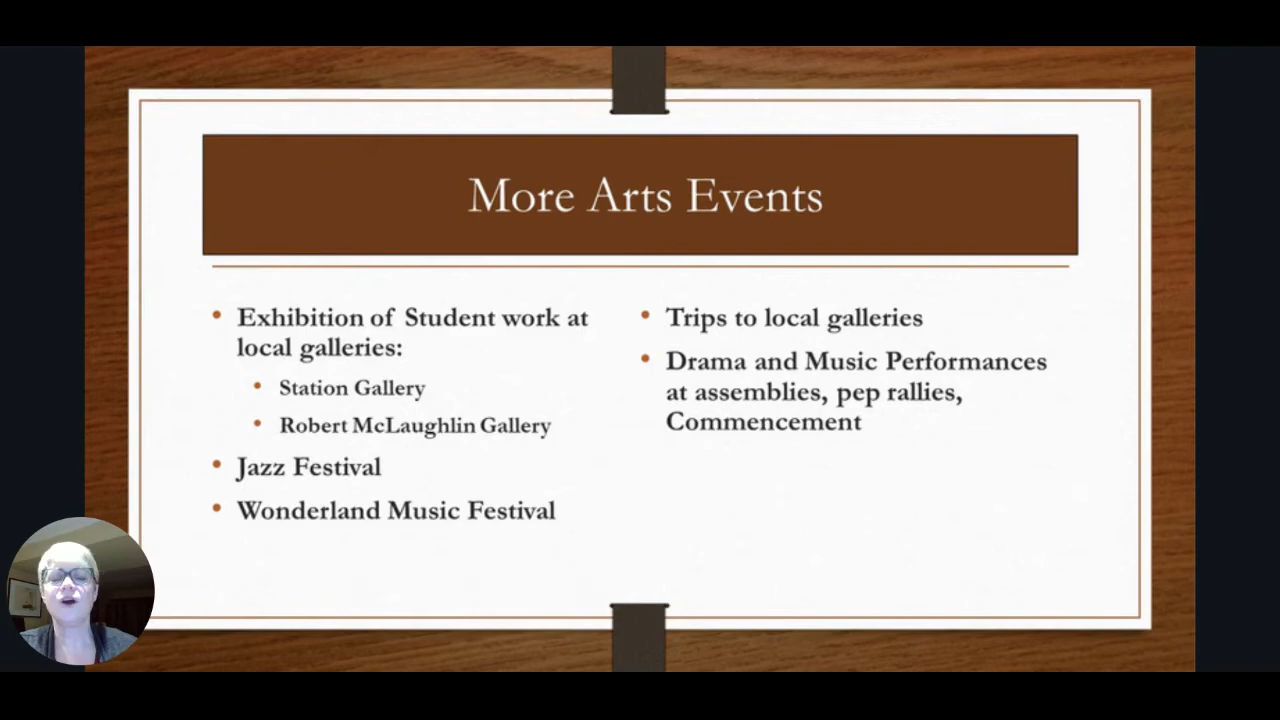 More Arts Events
• Exhibition of Student work at
local galleries:
• Station Gallery
• Robert McLaughlin Gallery
• Jazz Festival
• Wonderland Music Festival
• Trips to local galleries
• Drama and Music Performances
at assemblies, pep rallies,
Commencement